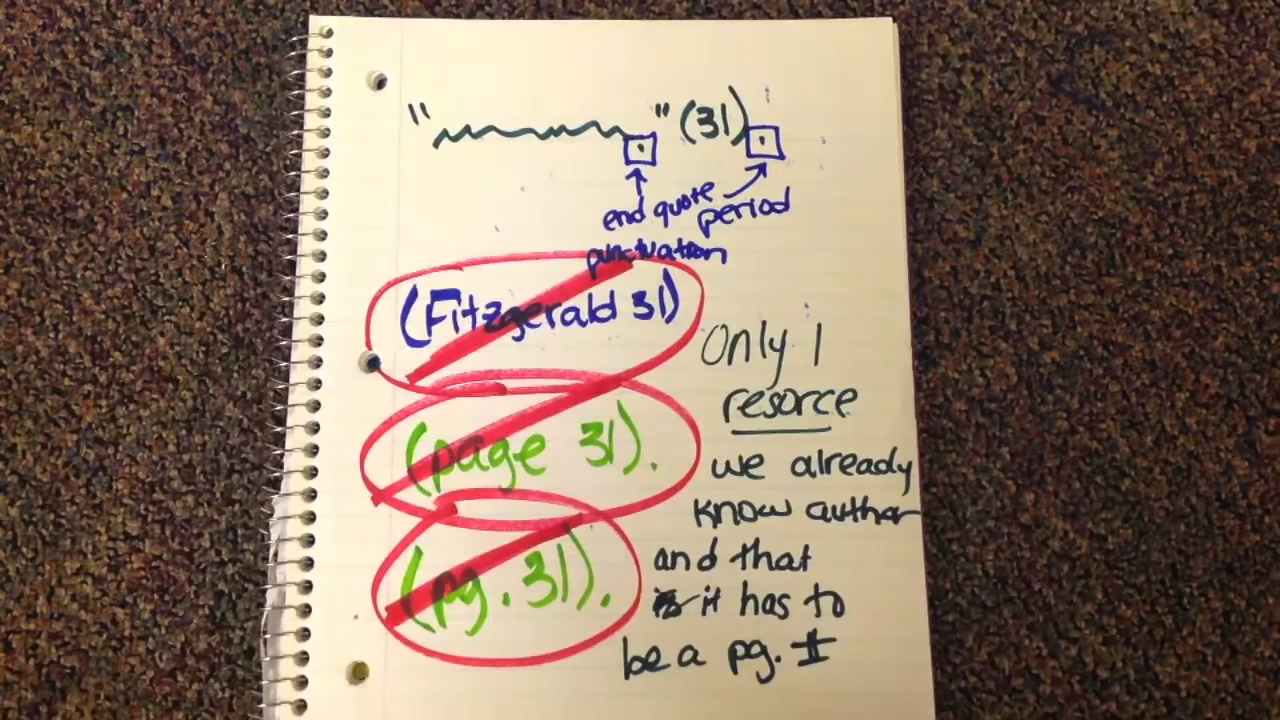 " . " (31) .
end quote period
punctuation
(Fitzgerald 31)
(page 31).
(pg. 31).
Only 1
resorce
we already
know author
and that
it has to
be a pg. #